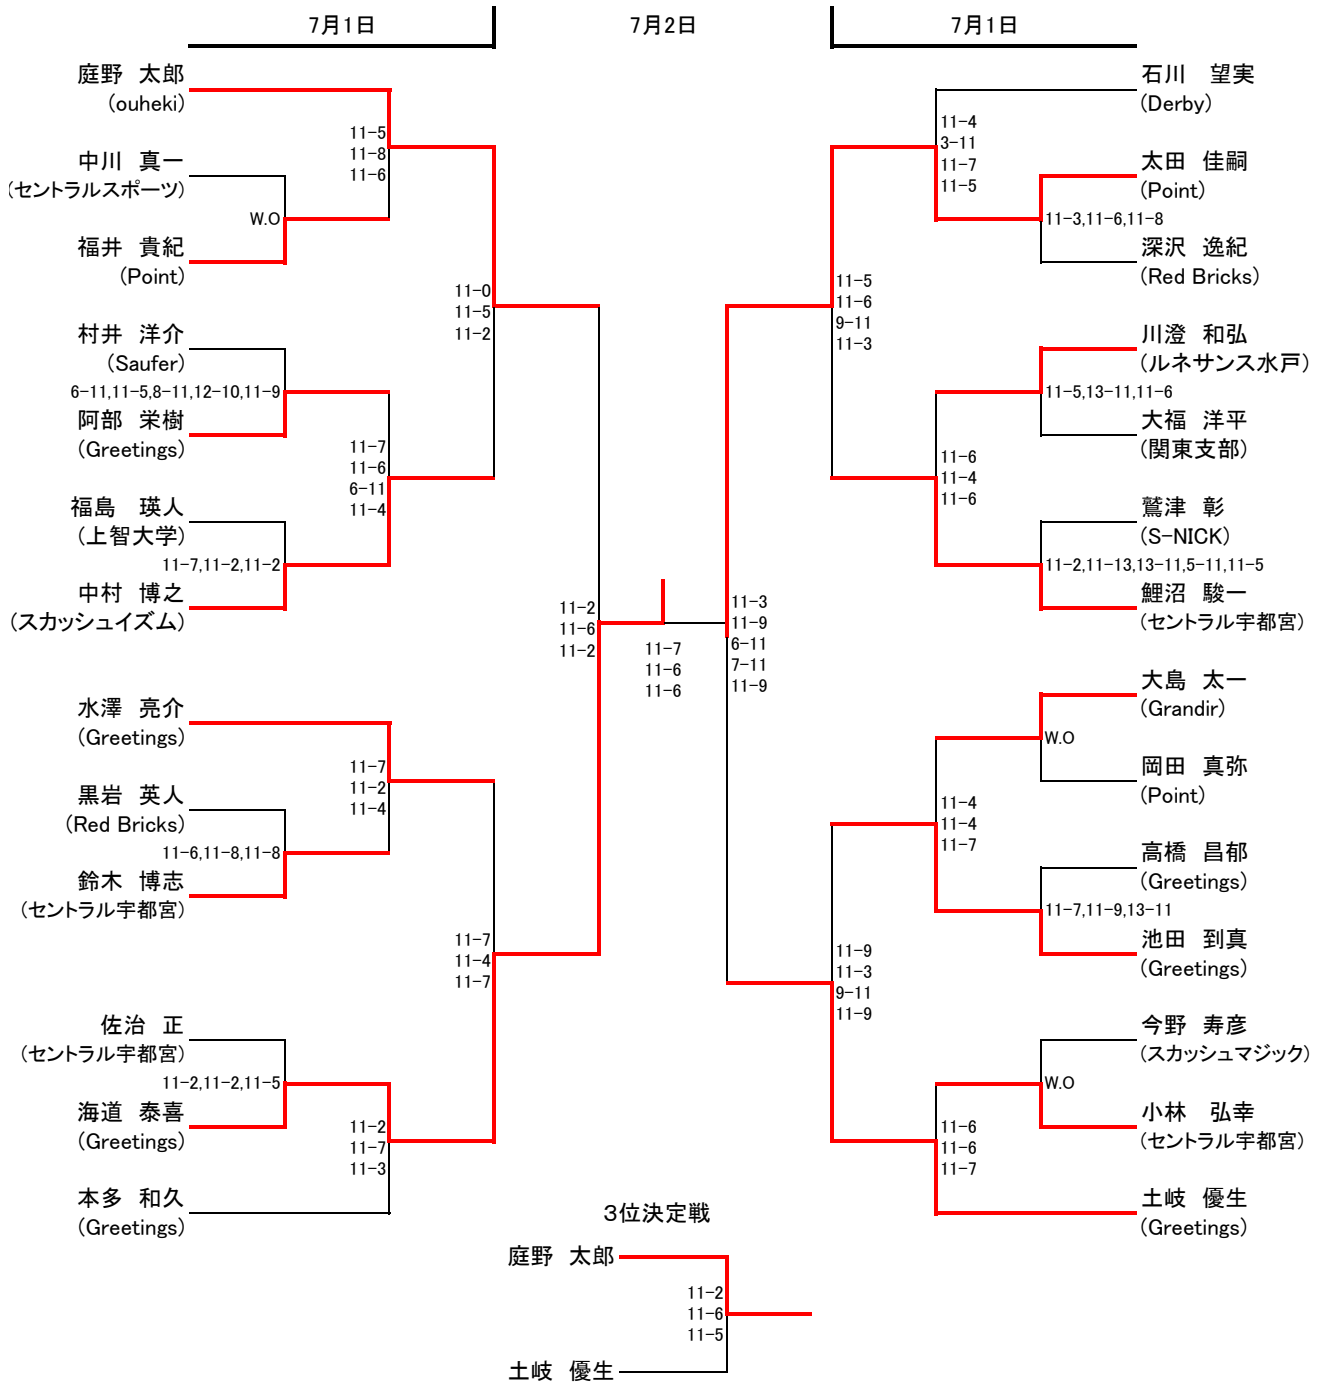 7月1日
7月2日
7月1日
庭野 太郎
(ouheki)
11-5
11-8
11-6
中川 真一
(セントラルスポーツ)
W.O
福井 貴紀
(Point)
11-0
11-5
11-2
村井 洋介
(Saufer)
6-11,11-5,8-11,12-10,11-9
阿部 栄樹
(Greetings)
11-7
11-6
6-11
11-4
福島 瑛人
(上智大学)
11-7,11-2,11-2
中村 博之
(スカッシュイズム)
11-2
11-6
11-2
水澤 亮介
(Greetings)
11-7
11-2
11-4
黒岩 英人
(Red Bricks)
11-6,11-8,11-8
鈴木 博志
(セントラル宇都宮)
11-7
11-4
11-7
佐治 正
(セントラル宇都宮)
11-2,11-2,11-5
海道 泰喜
(Greetings)
11-2
11-7
11-3
本多 和久
(Greetings)
11-7
11-6
11-6
石川 望実
(Derby)
11-4
3-11
11-7
11-5
太田 佳嗣
(Point)
11-3,11-6,11-8
深沢 逸紀
(Red Bricks)
11-5
11-6
9-11
11-3
川澄 和弘
(ルネサンス水戸)
11-5,13-11,11-6
大福 洋平
(関東支部)
11-6
11-4
11-6
鷲津 彰
(S-NICK)
11-2,11-13,13-11,5-11,11-5
鯉沼 駿一
(セントラル宇都宮)
11-3
11-9
6-11
7-11
11-9
大島 太一
(Grandir)
W.O
岡田 真弥
(Point)
11-4
11-4
11-7
高橋 昌郁
(Greetings)
11-7,11-9,13-11
池田 到真
(Greetings)
11-9
11-3
9-11
11-9
今野 寿彦
(スカッシュマジック)
W.O
小林 弘幸
(セントラル宇都宮)
11-6
11-6
11-7
土岐 優生
(Greetings)
3位決定戦
庭野 太郎
11-2
11-6
11-5
土岐 優生